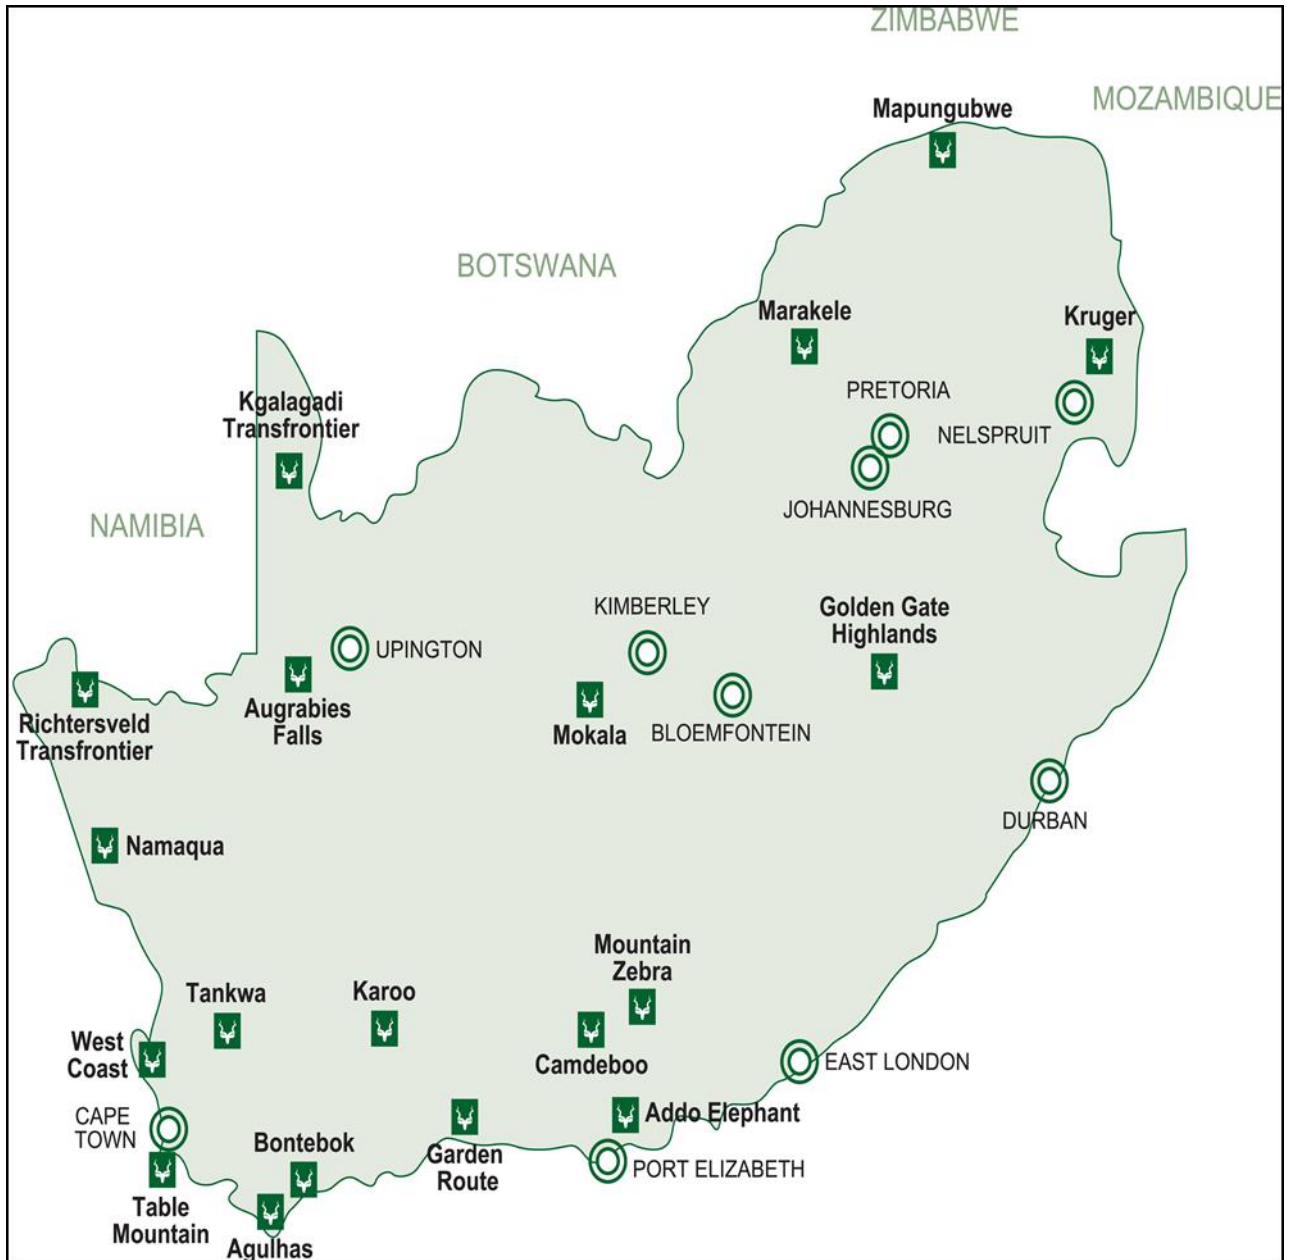 ZIMBABWE
MOZAMBIQUE
Mapungubwe
BOTSWANA
Marakele
Kruger
PRETORIA
Kgalagadi
Transfrontier
NELSPRUIT
JOHANNESBURG
NAMIBIA
KIMBERLEY
Golden Gate
Highlands
UPINGTON
Augrabies
Falls
Richtersveld
Transfrontier
Mokala
BLOEMFONTEIN
DURBAN
Namaqua
Mountain
Zebra
Tankwa
Karoo
West
Coast
Camdeboo
EAST LONDON
CAPE
TOWN
Addo Elephant
Bontebok
Garden
Route
PORT ELIZABETH
Table
Mountain
Agulhas